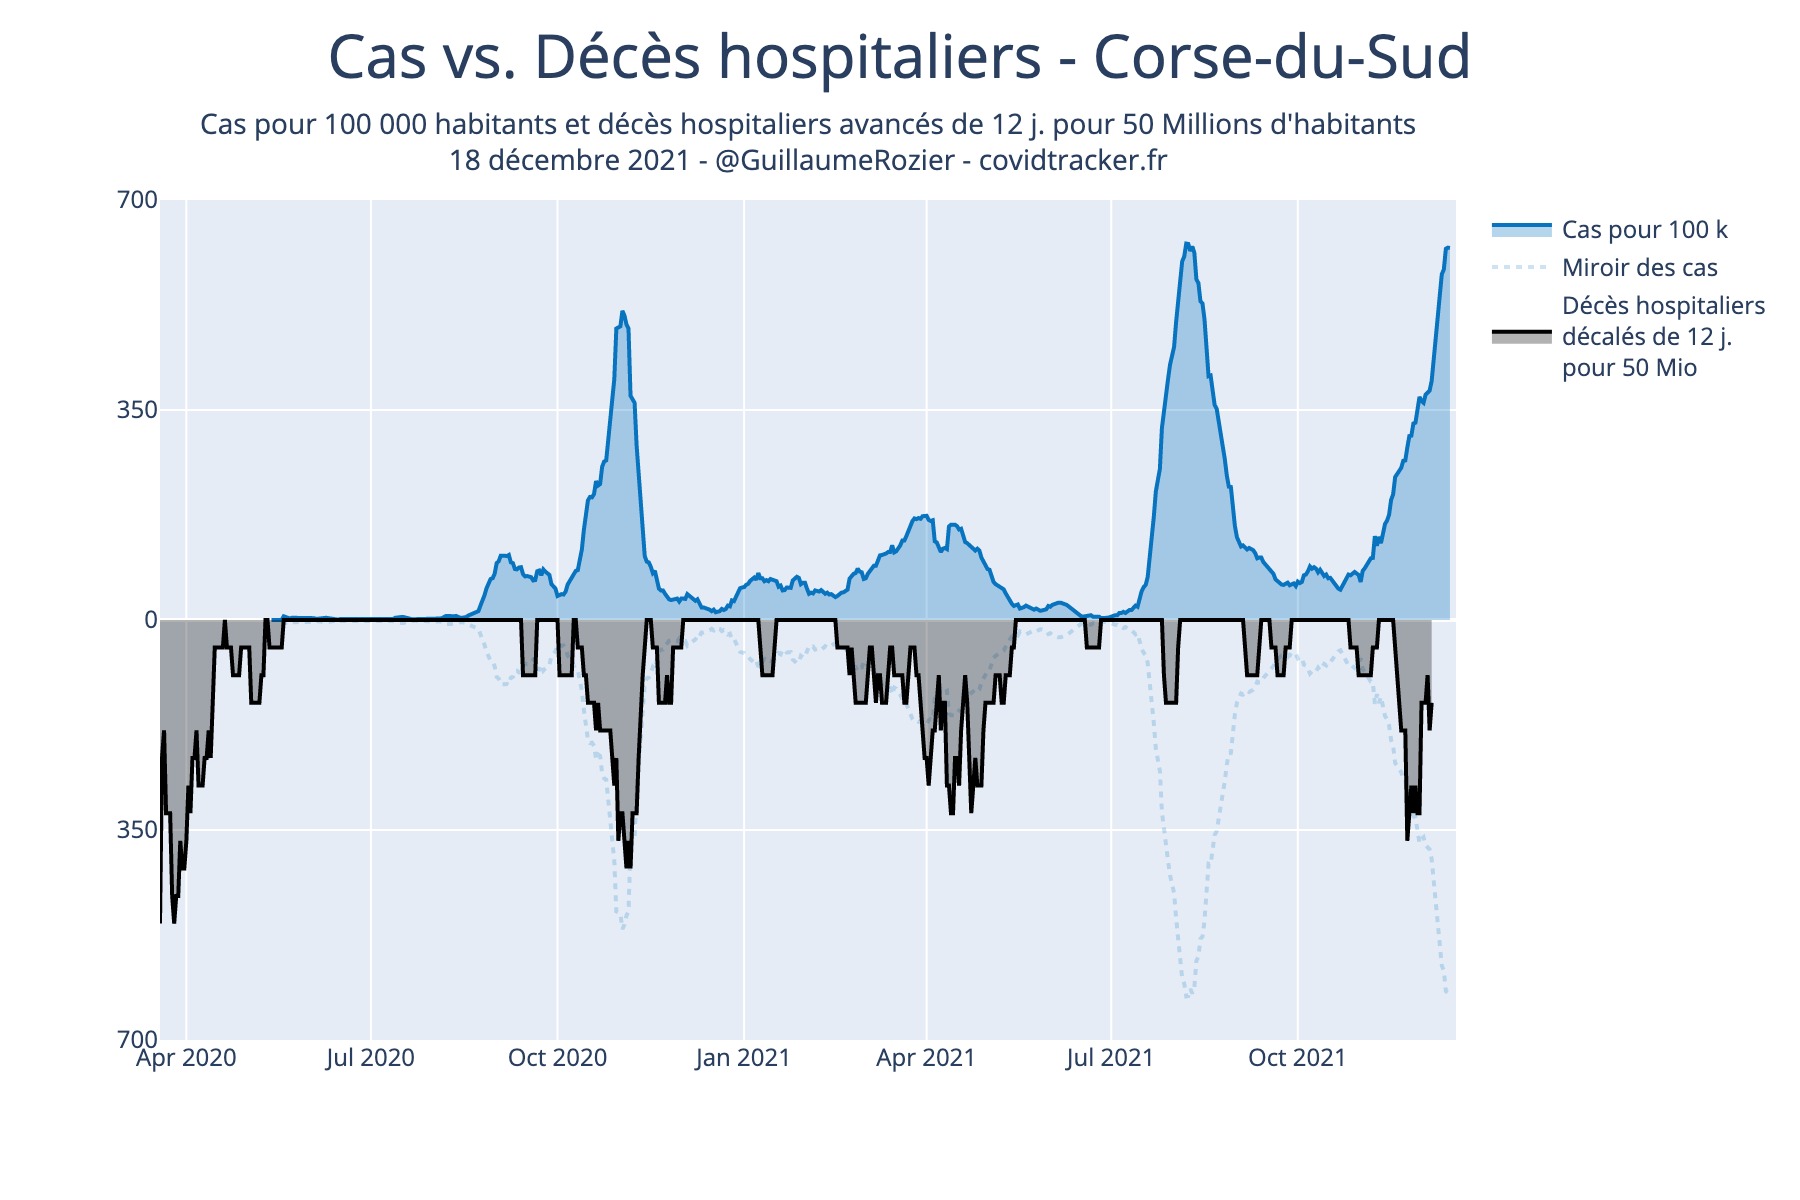 Cas vs. Décès hospitaliers - Corse-du-Sud
Cas pour 100 000 habitants et décès hospitaliers avancés de 12 j. pour 50 Millions d'habitants
18 décembre 2021 - @GuillaumeRozier - covidtracker.fr
700
350
0
350
700
Apr 2020
Jul 2020
Oct 2020
Jan 2021
Apr 2021
Jul 2021
Oct 2021
Cas pour 100 k
Miroir des cas
Décès hospitaliers
décalés de 12 j.
pour 50 Mio